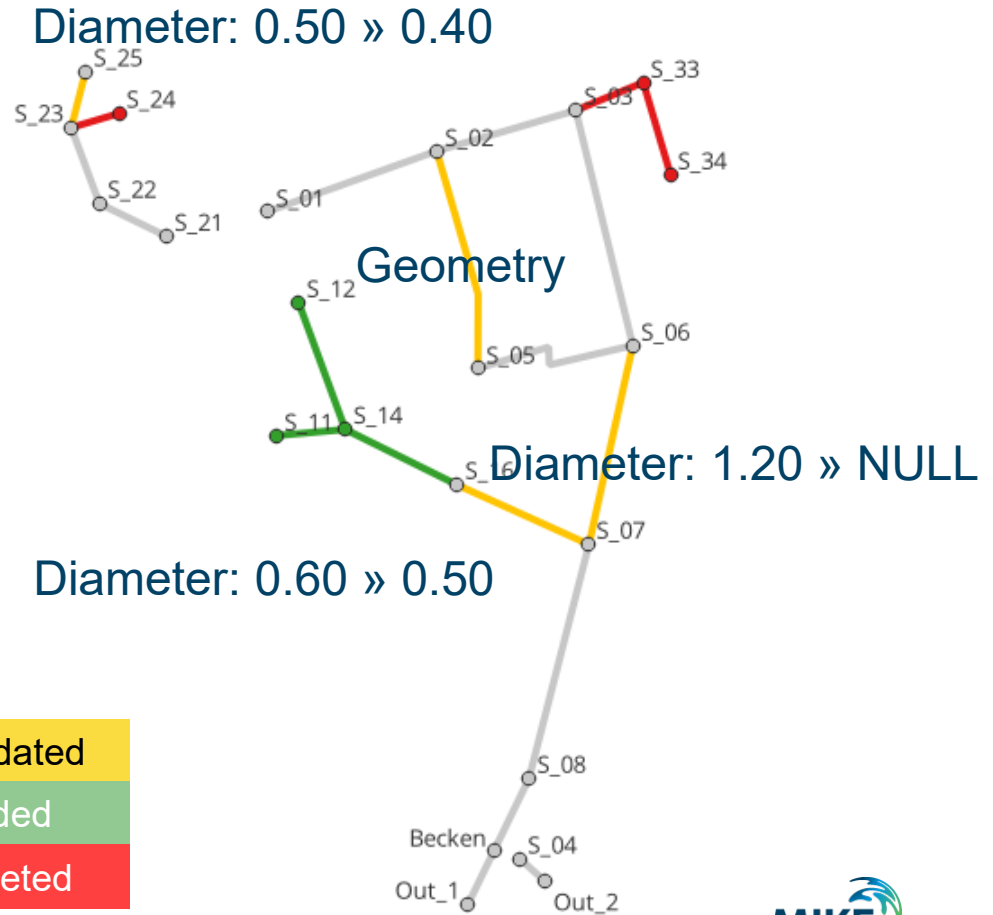 Diameter: 0.50 » 0.40
S_25
S_33
S_24
S_03
S_23
S_02
S_34
S_22
S_01
S_21
Geometry
S_12
S_06
S_05
S_11
S_14
Diameter: 1.20 » NULL
S_16
S_07
Diameter: 0.60 » 0.50
dated
ded
eted
S_08
Becken
S_04
Out_1
Out_2
MIKE